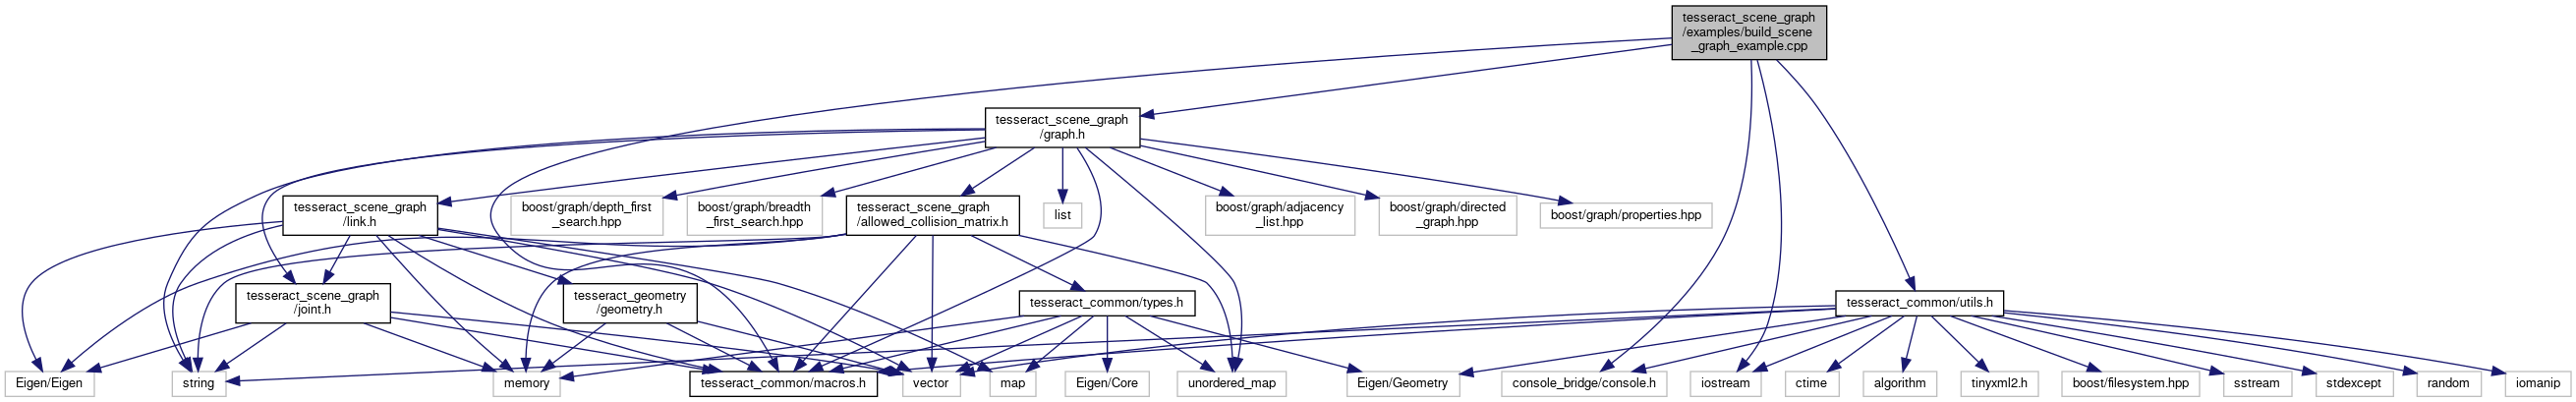 tesseract_scene_graph
/examples/build_scene
_graph_example.cpp
tesseract_scene_graph
/graph.h
tesseract_scene_graph
/link.h
boost/graph/depth_first
_search.hpp
boost/graph/breadth
_first_search.hpp
tesseract_scene_graph
/allowed_collision_matrix.h
list
boost/graph/adjacency
_list.hpp
boost/graph/directed
_graph.hpp
boost/graph/properties.hpp
tesseract_scene_graph
/joint.h
tesseract_geometry
/geometry.h
tesseract_common/types.h
tesseract_common/utils.h
Eigen/Eigen
string
memory
tesseract_common/macros.h
vector
map
Eigen/Core
unordered_map
Eigen/Geometry
console_bridge/console.h
iostream
ctime
algorithm
tinyxml2.h
boost/filesystem.hpp
sstream
stdexcept
random
iomanip